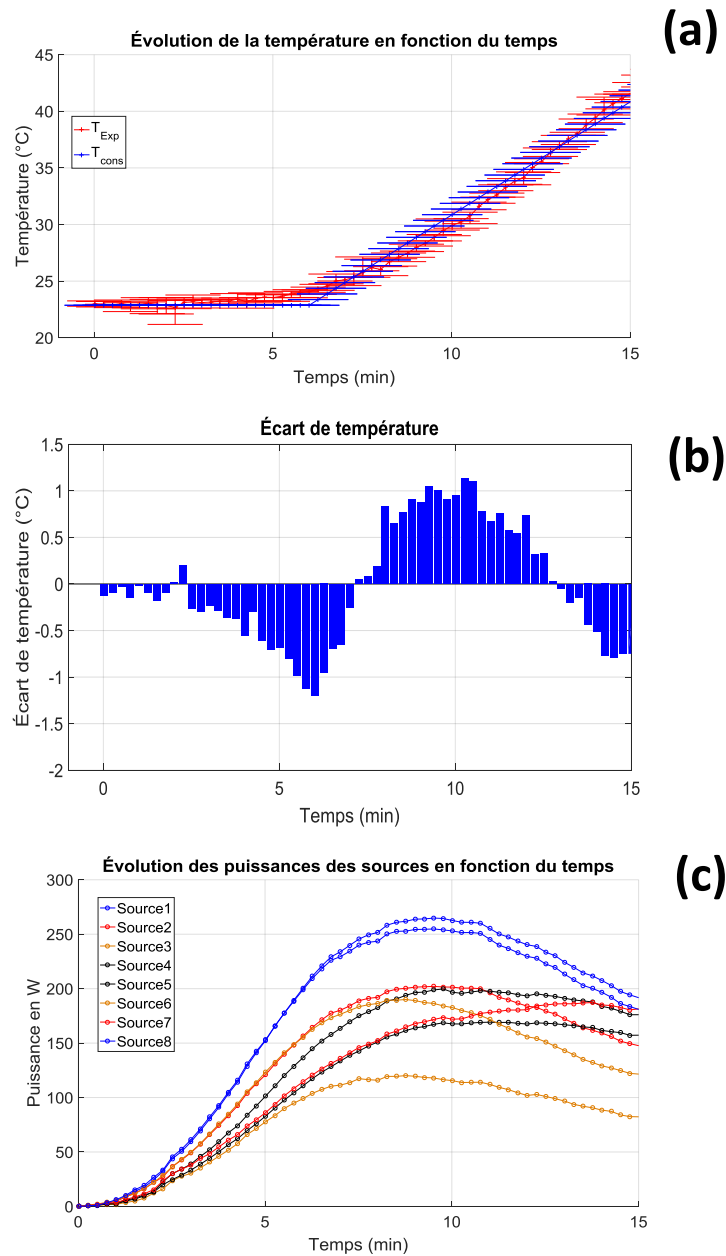 (a)
Évolution de la température en fonction du temps
45
40
35
30
25
20
Température (°C)
T_Exp
T_cons
0 5 10 15
Temps (min)
(b)
Écart de température
1.5
1
0.5
0
-0.5
-1
-1.5
-2
Écart de température (°C)
0 5 10 15
Temps (min)
(c)
Évolution des puissances des sources en fonction du temps
300
250
200
150
100
50
0
Puissance en W
Source1
Source2
Source3
Source4
Source5
Source6
Source7
Source8
0 5 10 15
Temps (min)